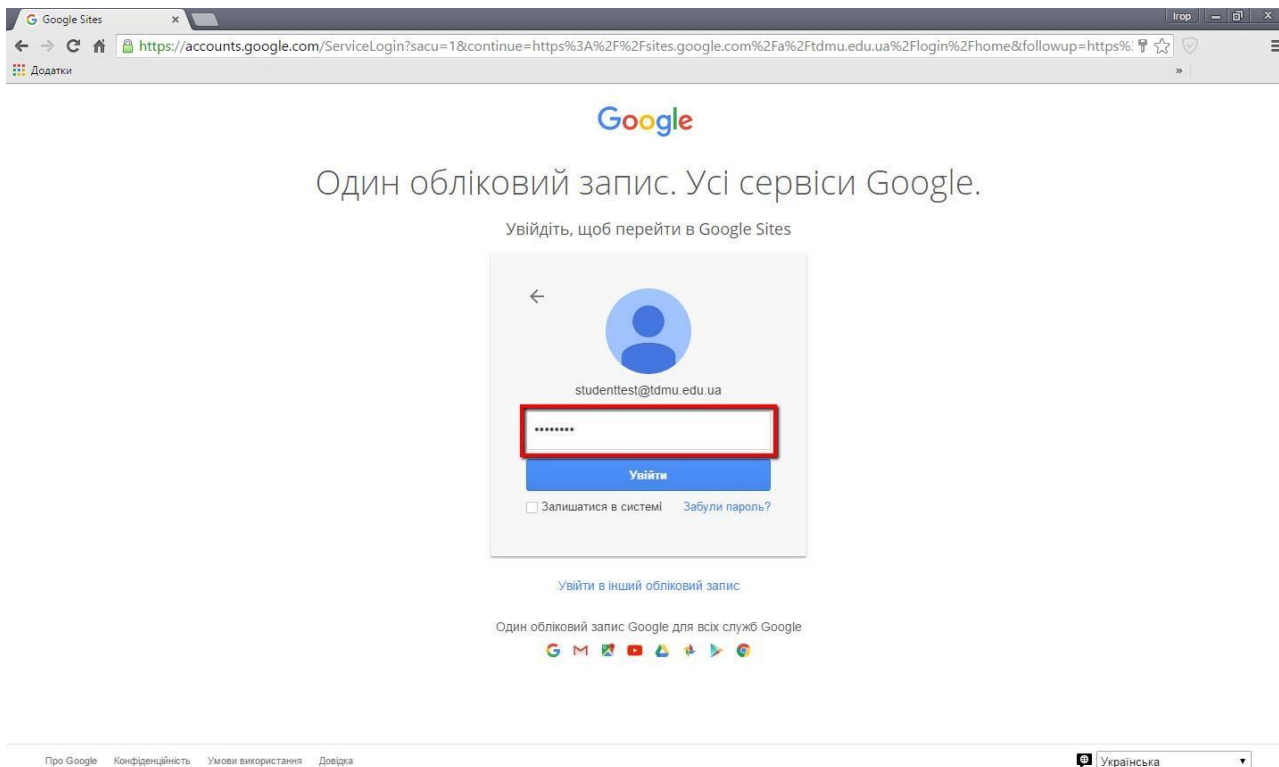 Google Sites
Ігор
https://accounts.google.com/ServiceLogin?sacu=1&continue=https%3A%2F%2Fsites.google.com%2Fa%2Ftdmu.edu.ua%2Flogin%2Fhome&followup=https%:
Додатки
»
Google
Один обліковий запис. Усі сервіси Google.
Увійдіть, щоб перейти в Google Sites
studenttest@tdmu.edu.ua
••••••••
Увійти
Залишатися в системі Забули пароль?
Увійти в інший обліковий запис
Один обліковий запис Google для всіх служб Google
Про Google Конфіденційність Умови використання Довідка Українська